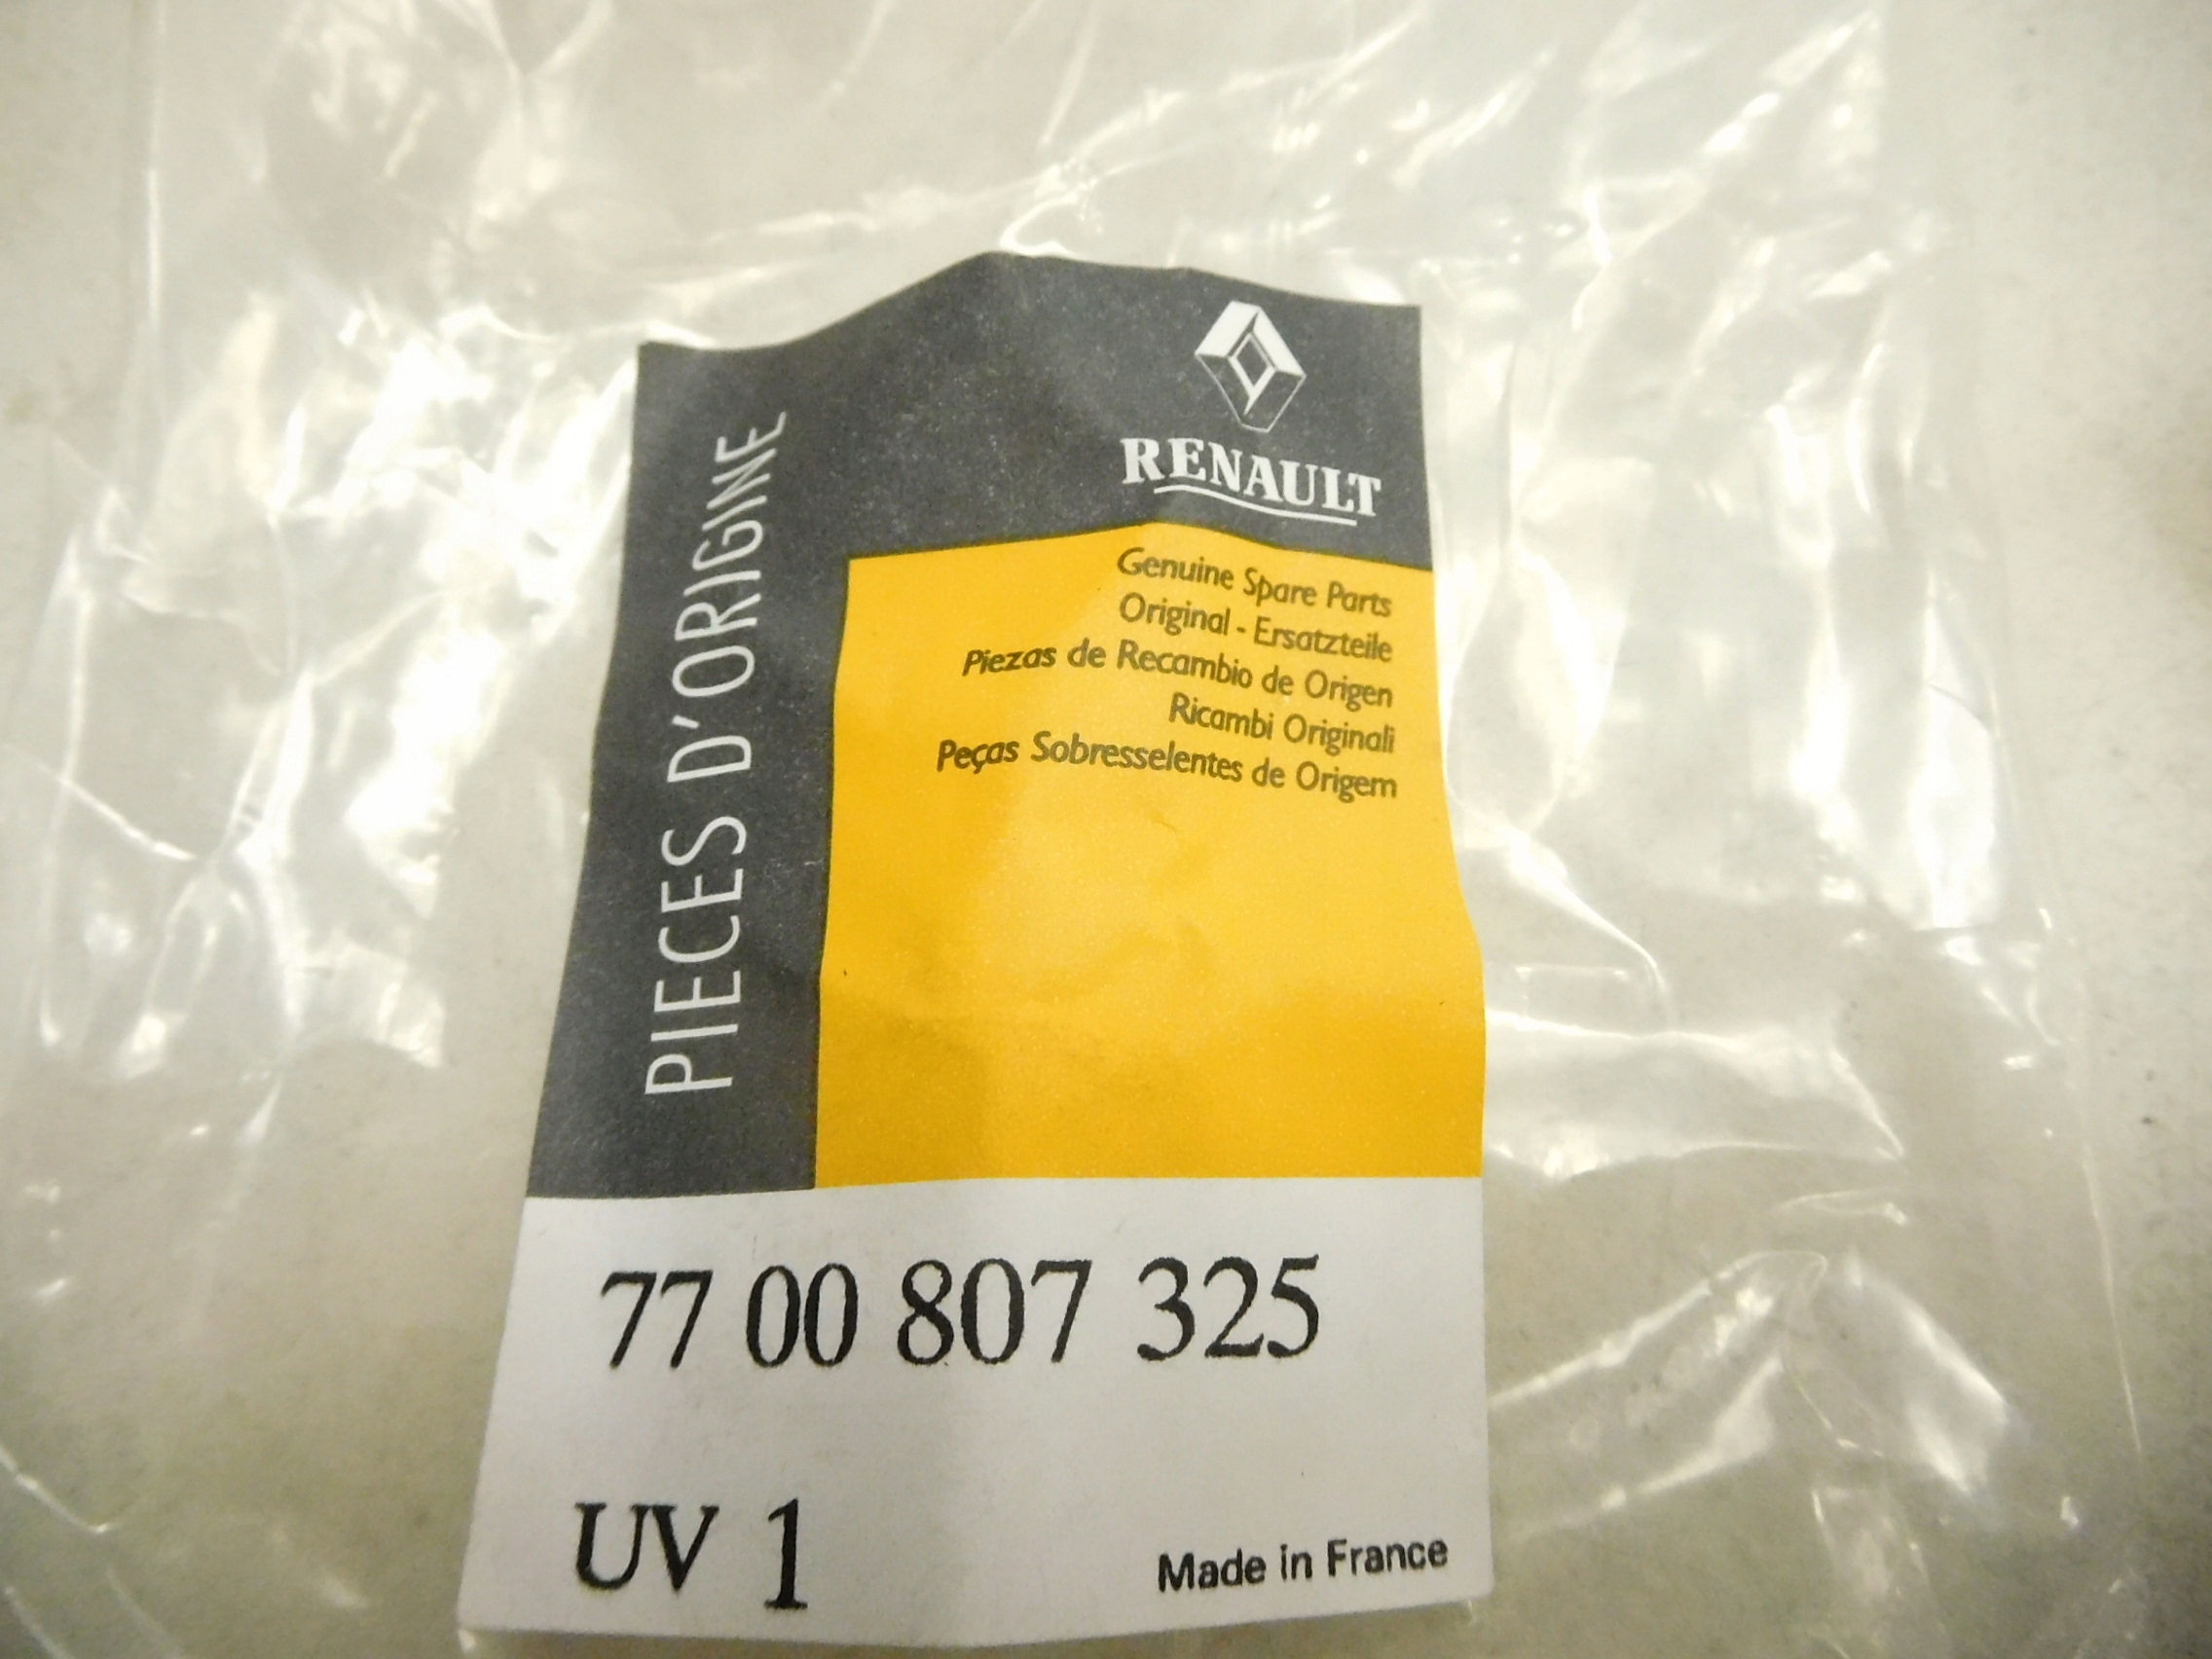 RENAULT
PIECES D'ORIGINE
Genuine Spare Parts
Original - Ersatzteile
Piezas de Recambio de Origen
Ricambi Originali
Peças Sobresselentes de Origem
77 00 807 325
UV 1
Made in France